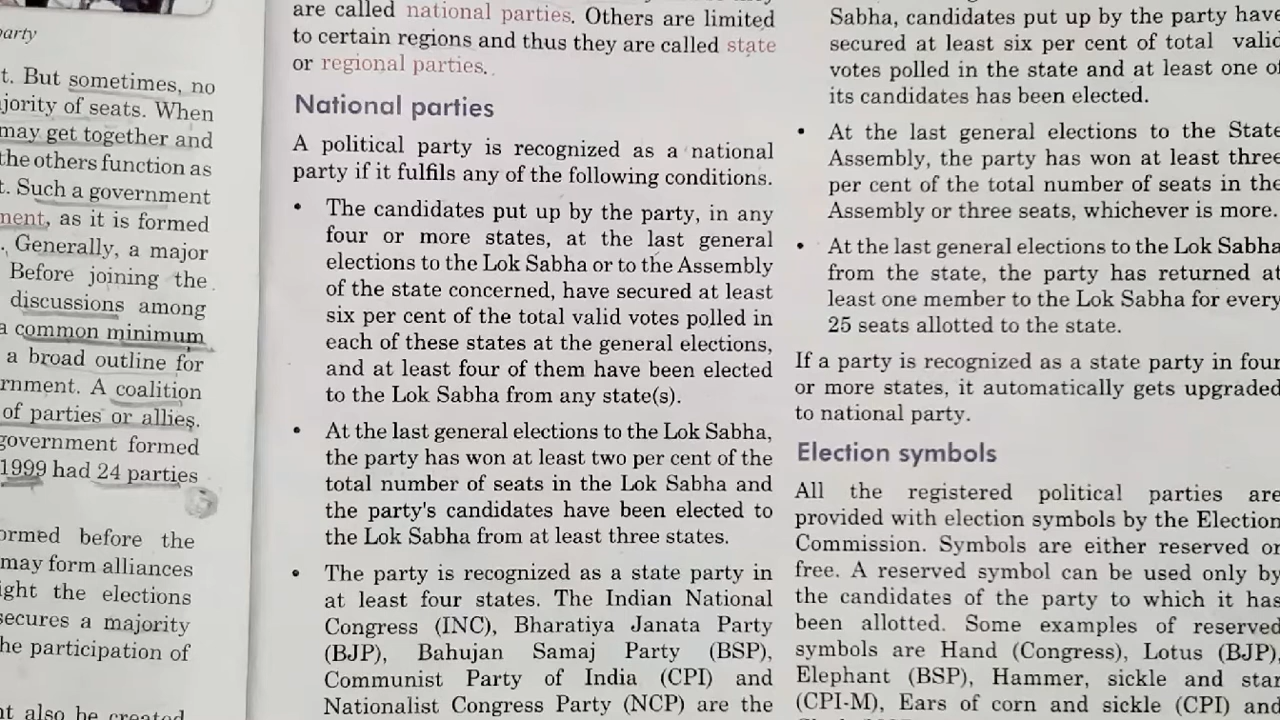 arty
t. But sometimes, no
jority of seats. When
may get together and
the others function as
t. Such a government
ment, as it is formed
. Generally, a major
Before joining the
discussions among
a common minimum
a broad outline for
rnment. A coalition
of parties or allies.
government formed
1999 had 24 parties
ormed before the
may form alliances
ight the elections
secures a majority
he participation of
nt also be created
are called national parties. Others are limited
to certain regions and thus they are called state
or regional parties.
National parties
A political party is recognized as a national
party if it fulfils any of the following conditions.
• The candidates put up by the party, in any
four or more states, at the last general
elections to the Lok Sabha or to the Assembly
of the state concerned, have secured at least
six per cent of the total valid votes polled in
each of these states at the general elections,
and at least four of them have been elected
to the Lok Sabha from any state(s).
• At the last general elections to the Lok Sabha,
the party has won at least two per cent of the
total number of seats in the Lok Sabha and
the party's candidates have been elected to
the Lok Sabha from at least three states.
• The party is recognized as a state party in
at least four states. The Indian National
Congress (INC), Bharatiya Janata Party
(BJP), Bahujan Samaj Party (BSP),
Communist Party of India (CPI) and
Nationalist Congress Party (NCP) are the
Sabha, candidates put up by the party have
secured at least six per cent of total valid
votes polled in the state and at least one of
its candidates has been elected.
• At the last general elections to the State
Assembly, the party has won at least three
per cent of the total number of seats in the
Assembly or three seats, whichever is more.
• At the last general elections to the Lok Sabha
from the state, the party has returned at
least one member to the Lok Sabha for every
25 seats allotted to the state.
If a party is recognized as a state party in four
or more states, it automatically gets upgraded
to national party.
Election symbols
All the registered political parties are
provided with election symbols by the Election
Commission. Symbols are either reserved or
free. A reserved symbol can be used only by
the candidates of the party to which it has
been allotted. Some examples of reserved
symbols are Hand (Congress), Lotus (BJP),
Elephant (BSP), Hammer, sickle and star
(CPI-M), Ears of corn and sickle (CPI) and